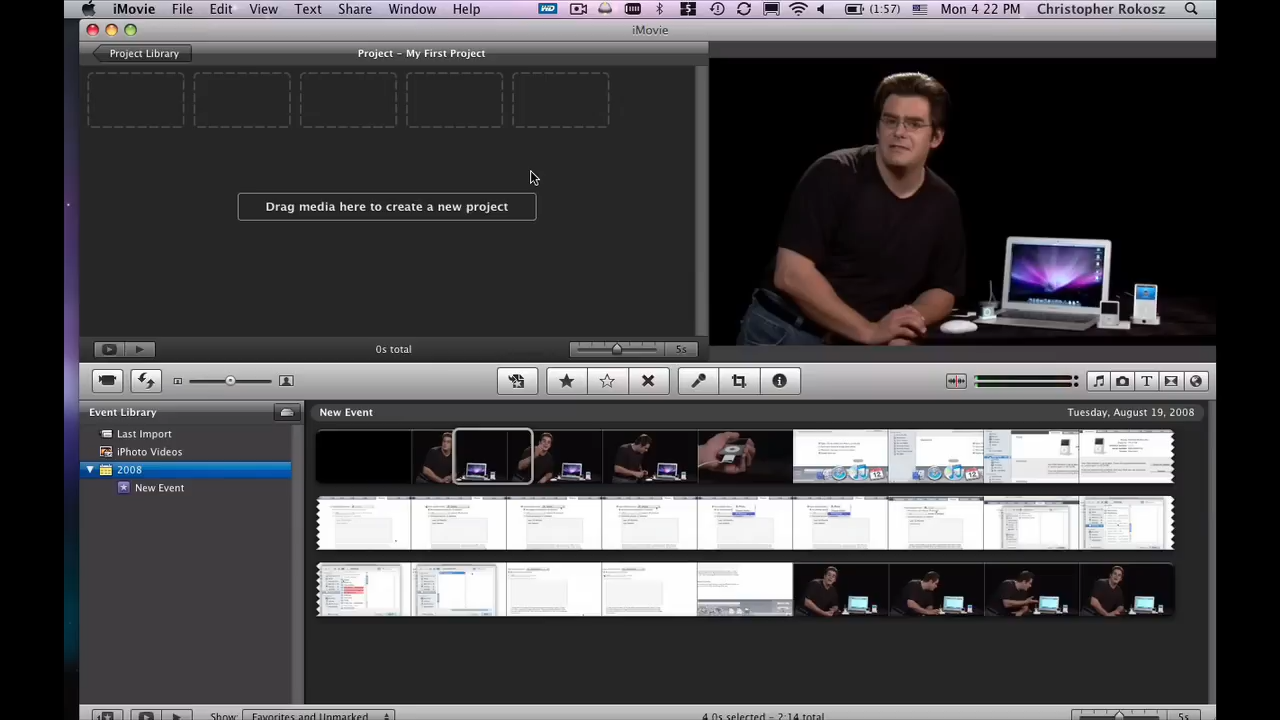 iMovie File Edit View Text Share Window Help (1:57) Mon 4:22 PM Christopher Rokosz
iMovie
Project Library Project – My First Project
Drag media here to create a new project
0s total 5s
Event Library New Event Tuesday, August 19, 2008
Last Import
iPhoto Videos
2008
New Event
Show: Favorites and Unmarked 4.0s selected – 2:14 total 5s